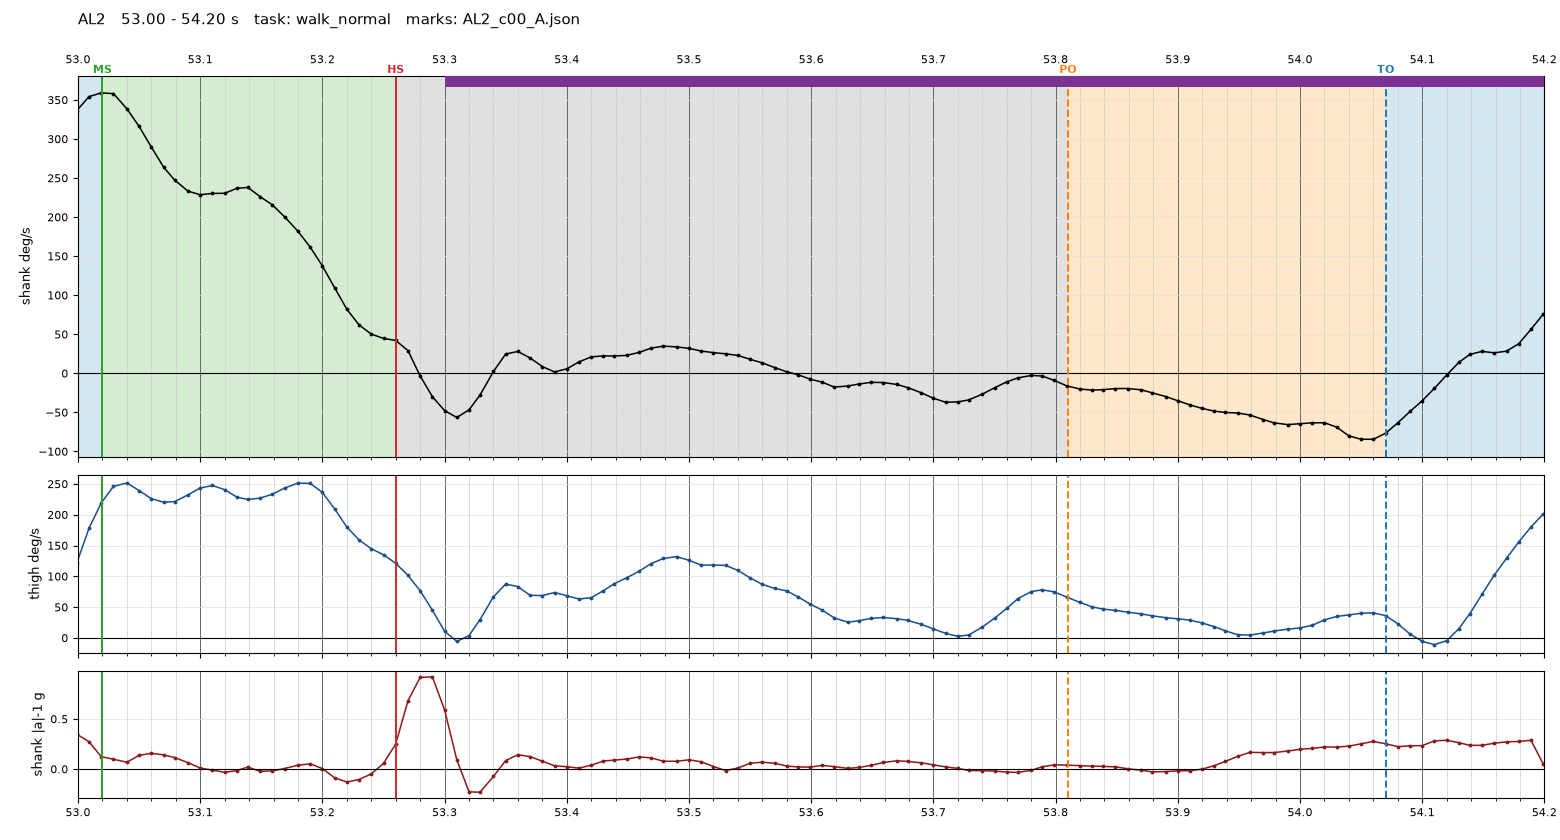 AL2   53.00 - 54.20 s   task: walk_normal   marks: AL2_c00_A.json
53.0 53.1 53.2 53.3 53.4 53.5 53.6 53.7 53.8 53.9 54.0 54.1 54.2
MS HS PO TO
350
300
250
200
150
100
50
0
−50
−100
shank deg/s
250
200
150
100
50
0
thigh deg/s
0.5
0.0
shank |a|-1 g
53.0 53.1 53.2 53.3 53.4 53.5 53.6 53.7 53.8 53.9 54.0 54.1 54.2